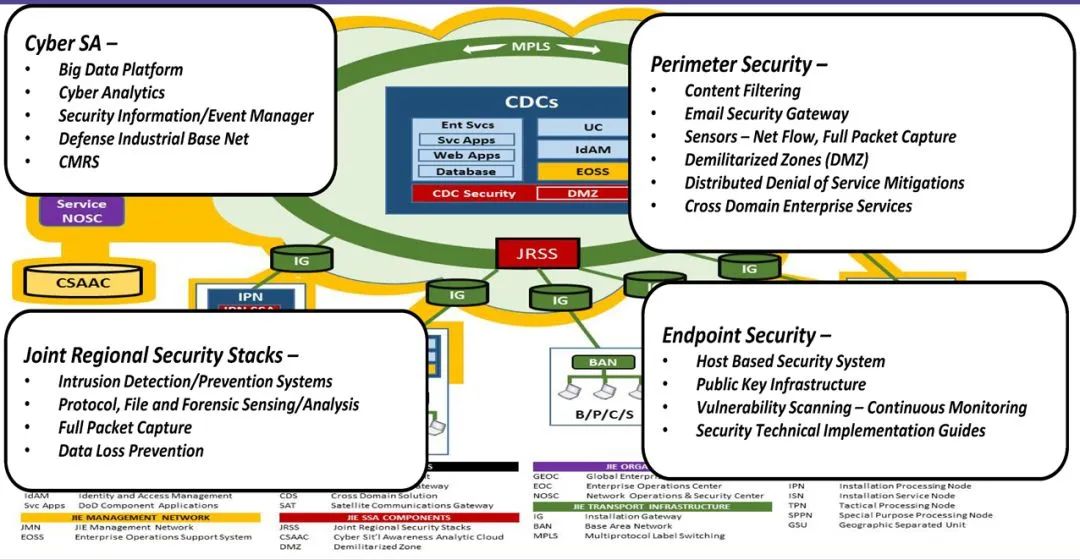 Cyber SA –
• Big Data Platform
• Cyber Analytics
• Security Information/Event Manager
• Defense Industrial Base Net
• CMRS
MPLS
Perimeter Security –
• Content Filtering
• Email Security Gateway
• Sensors – Net Flow, Full Packet Capture
• Demilitarized Zones (DMZ)
• Distributed Denial of Service Mitigations
• Cross Domain Enterprise Services
CDCs
Ent Svcs
Svc Apps
Web Apps
Database
UC
IdAM
EOSS
CDC Security
DMZ
Service
NOSC
CSAAC
IG
JRSS
IG
IG
IG
IG
IPN
Joint Regional Security Stacks –
• Intrusion Detection/Prevention Systems
• Protocol, File and Forensic Sensing/Analysis
• Full Packet Capture
• Data Loss Prevention
BAN
B/P/C/S
Endpoint Security –
• Host Based Security System
• Public Key Infrastructure
• Vulnerability Scanning – Continuous Monitoring
• Security Technical Implementation Guides
IdAM Identity and Access Management
Svc Apps DoD Component Applications
JIE MANAGEMENT NETWORK
JMN JIE Management Network
EOSS Enterprise Operations Support System
CDS Cross Domain Solution
SAT Satellite Communications Gateway
JIE SSA COMPONENTS
JRSS Joint Regional Security Stacks
CSAAC Cyber Sit'l Awareness Analytic Cloud
DMZ Demilitarized Zone
GEOC
EOC Enterprise Operations Center
NOSC Network Operations & Security Center
JIE TRANSPORT INFRASTRUCTURE
IG Installation Gateway
BAN Base Area Network
MPLS Multiprotocol Label Switching
IPN Installation Processing Node
ISN Installation Service Node
TPN Tactical Processing Node
SPPN Special Purpose Processing Node
GSU Geographic Separated Unit